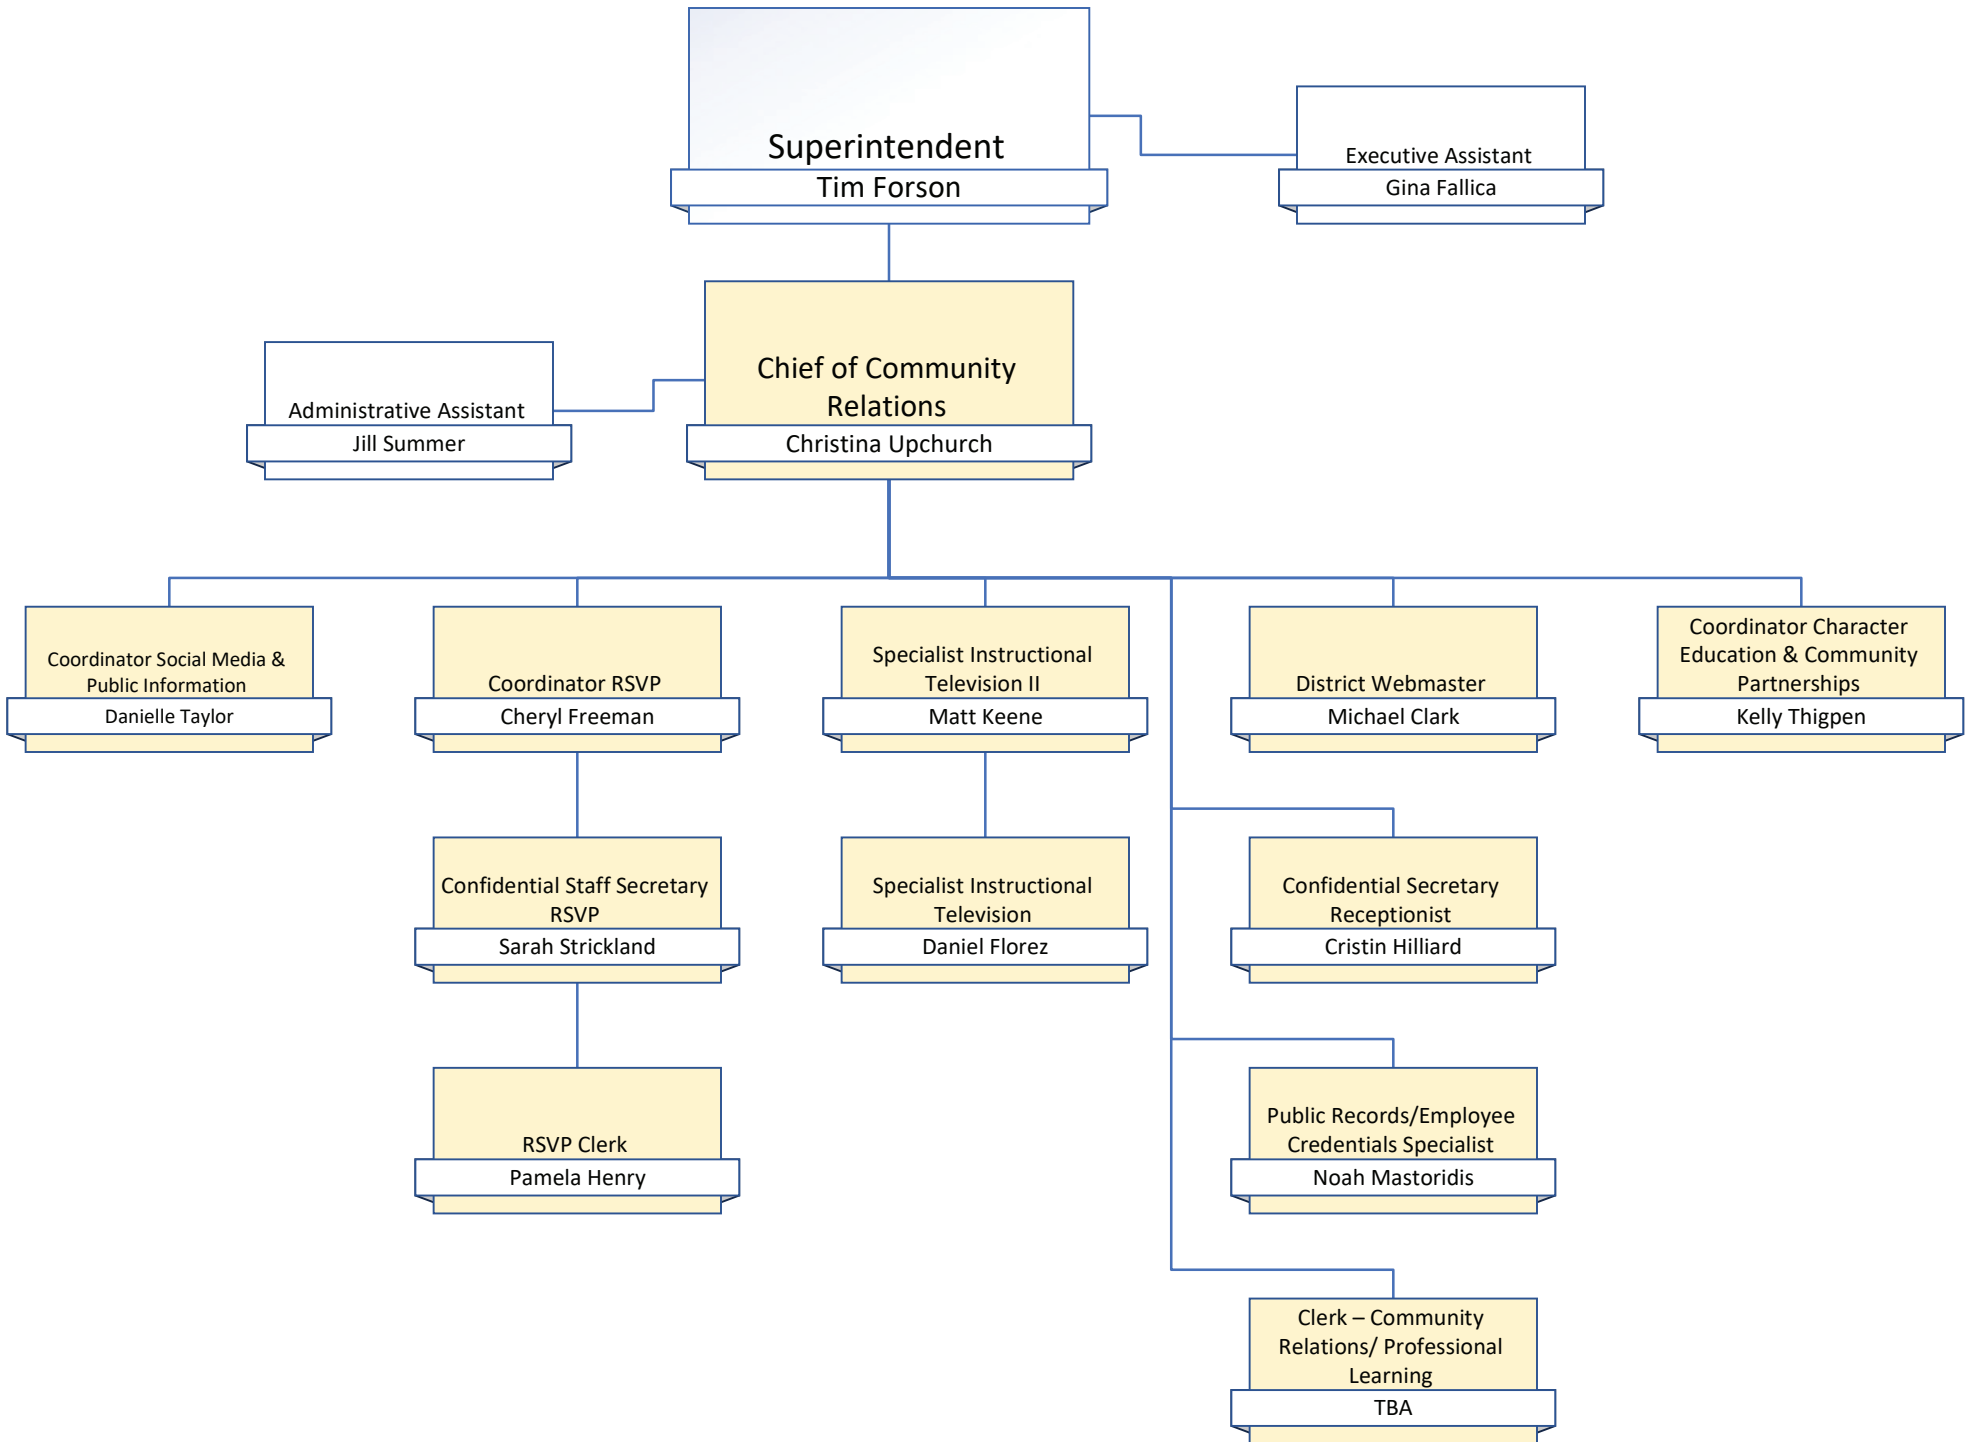 Superintendent
Tim Forson
Executive Assistant
Gina Fallica
Chief of Community
Relations
Christina Upchurch
Administrative Assistant
Jill Summer
Coordinator Social Media &
Public Information
Danielle Taylor
Coordinator RSVP
Cheryl Freeman
Specialist Instructional
Television II
Matt Keene
District Webmaster
Michael Clark
Coordinator Character
Education & Community
Partnerships
Kelly Thigpen
Confidential Staff Secretary
RSVP
Sarah Strickland
Specialist Instructional
Television
Daniel Florez
Confidential Secretary
Receptionist
Cristin Hilliard
RSVP Clerk
Pamela Henry
Public Records/Employee
Credentials Specialist
Noah Mastoridis
Clerk – Community
Relations/ Professional
Learning
TBA